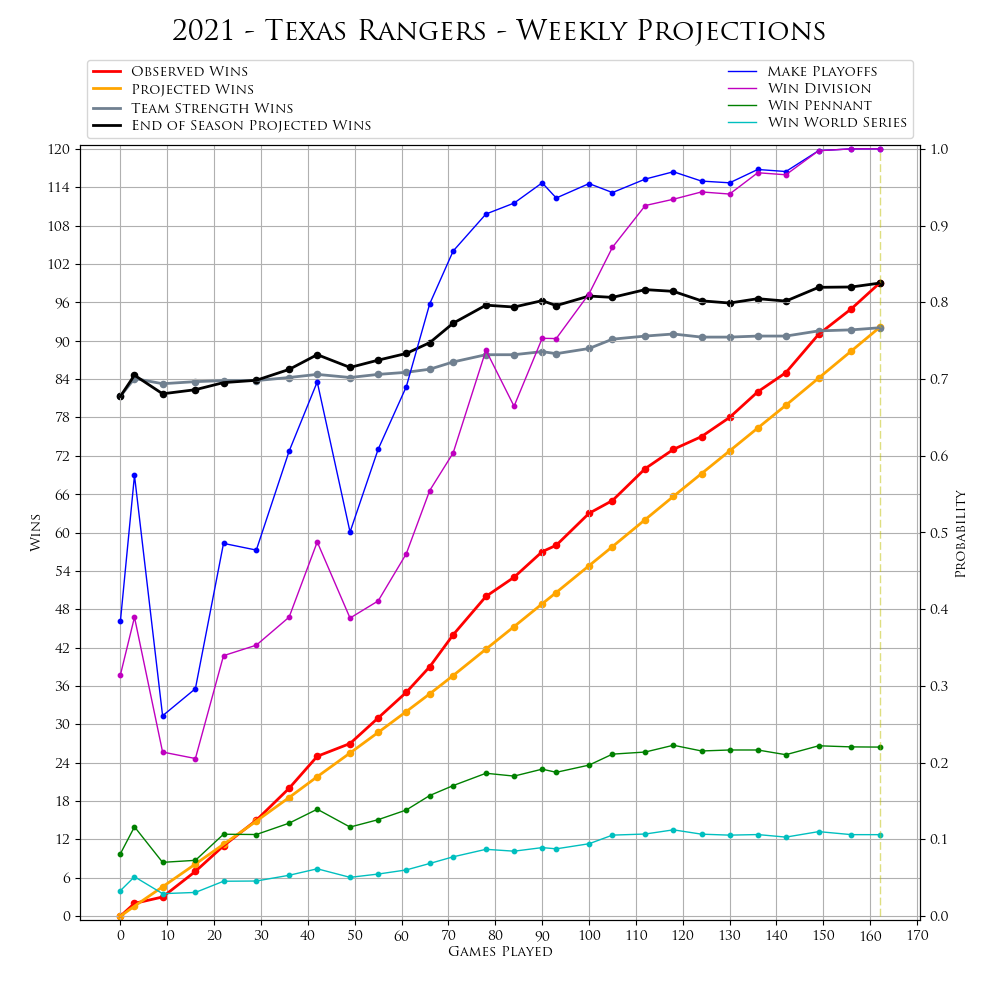 2021 - Texas Rangers - Weekly Projections
Observed Wins
Projected Wins
Team Strength Wins
End of Season Projected Wins
Make Playoffs
Win Division
Win Pennant
Win World Series
120
114
108
102
96
90
84
78
72
66
60
54
48
42
36
30
24
18
12
6
0
Wins
1.0
0.9
0.8
0.7
0.6
0.5
0.4
0.3
0.2
0.1
0.0
Probability
0 10 20 30 40 50 60 70 80 90 100 110 120 130 140 150 160 170
Games Played